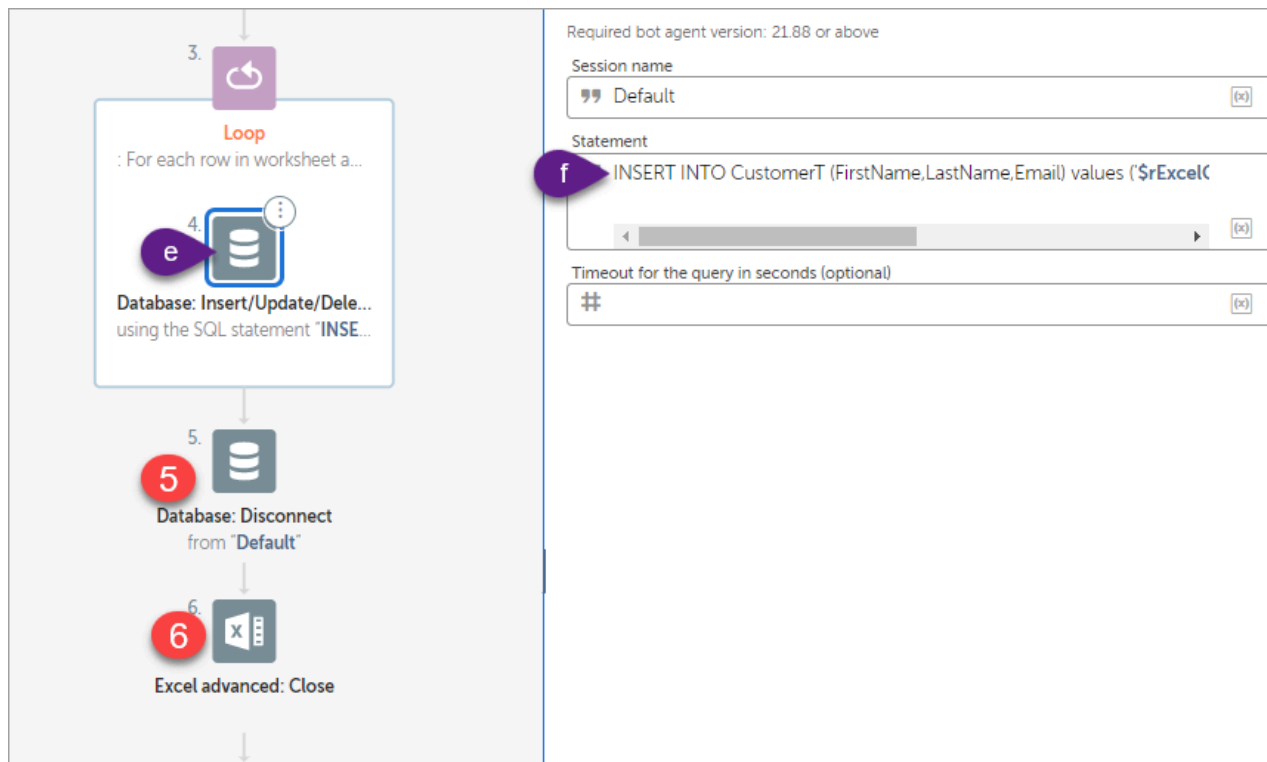 3.
Loop
: For each row in worksheet a...
4.
e
Database: Insert/Update/Dele...
using the SQL statement "INSE...
5.
5
Database: Disconnect
from "Default"
6.
6
Excel advanced: Close
Required bot agent version: 21.88 or above
Session name
Default
(x)
Statement
f
INSERT INTO CustomerT (FirstName,LastName,Email) values ('$rExcel
(x)
Timeout for the query in seconds (optional)
#
(x)